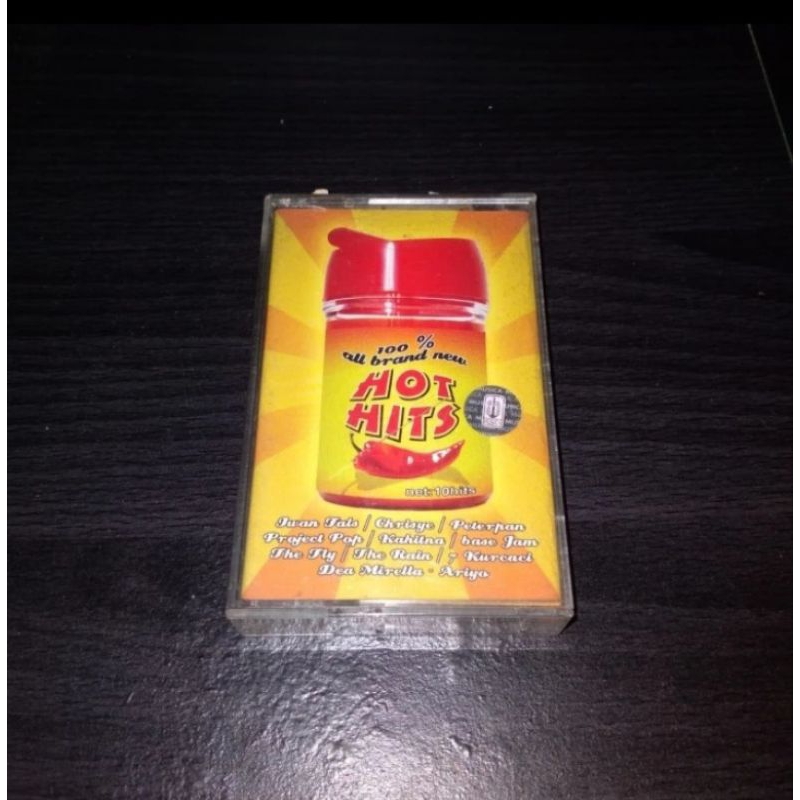 100 %
all brand new
HOT
HITS
net:10hits
Iwan Fals / Chrisye / Peterpan
Project Pop / Kahitna / base Jam
The Fly / The Rain / - Kurcaci
Dea Mirella - Ariyo